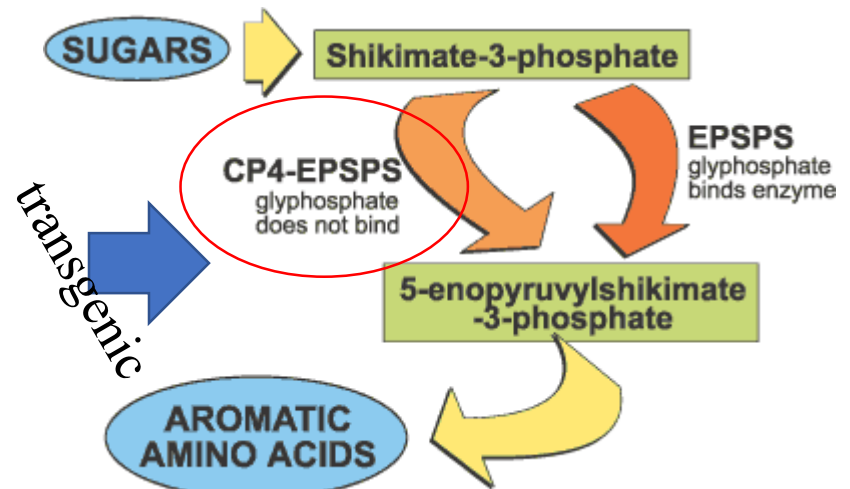 SUGARS
Shikimate-3-phosphate
CP4-EPSPS
glyphosphate
does not bind
EPSPS
glyphosphate
binds enzyme
transgenic
5-enopyruvylshikimate
-3-phosphate
AROMATIC
AMINO ACIDS